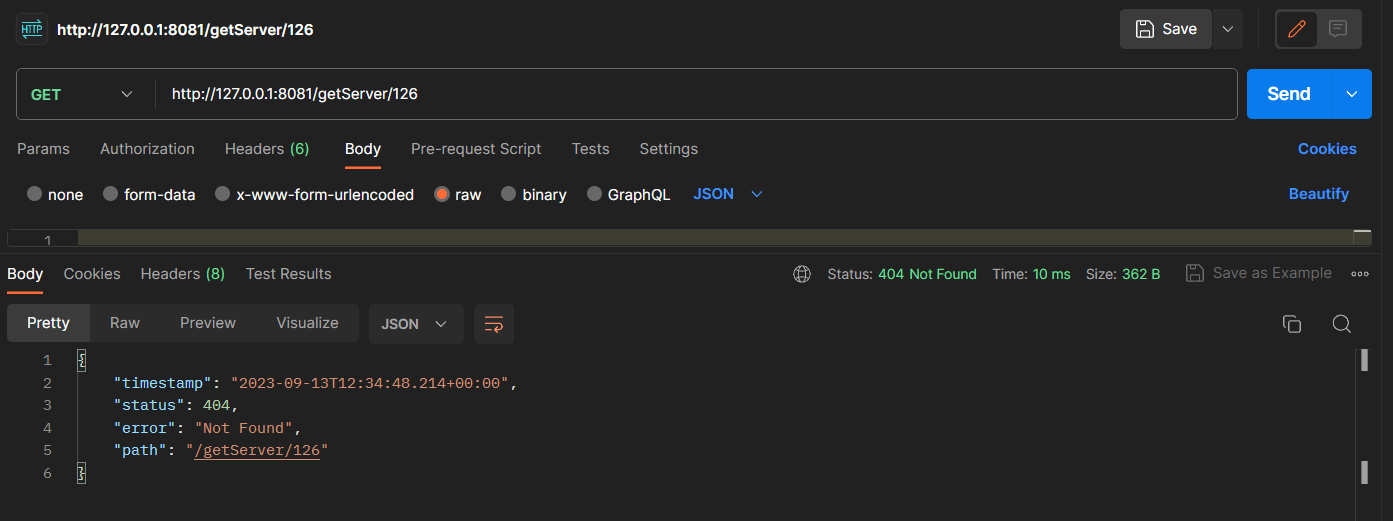 HTTP http://127.0.0.1:8081/getServer/126 Save
GET http://127.0.0.1:8081/getServer/126 Send
Params Authorization Headers (6) Body Pre-request Script Tests Settings Cookies
none form-data x-www-form-urlencoded raw binary GraphQL JSON Beautify
1
Body Cookies Headers (8) Test Results Status: 404 Not Found Time: 10 ms Size: 362 B Save as Example
Pretty Raw Preview Visualize JSON
1 {
2 "timestamp": "2023-09-13T12:34:48.214+00:00",
3 "status": 404,
4 "error": "Not Found",
5 "path": "/getServer/126"
6 }